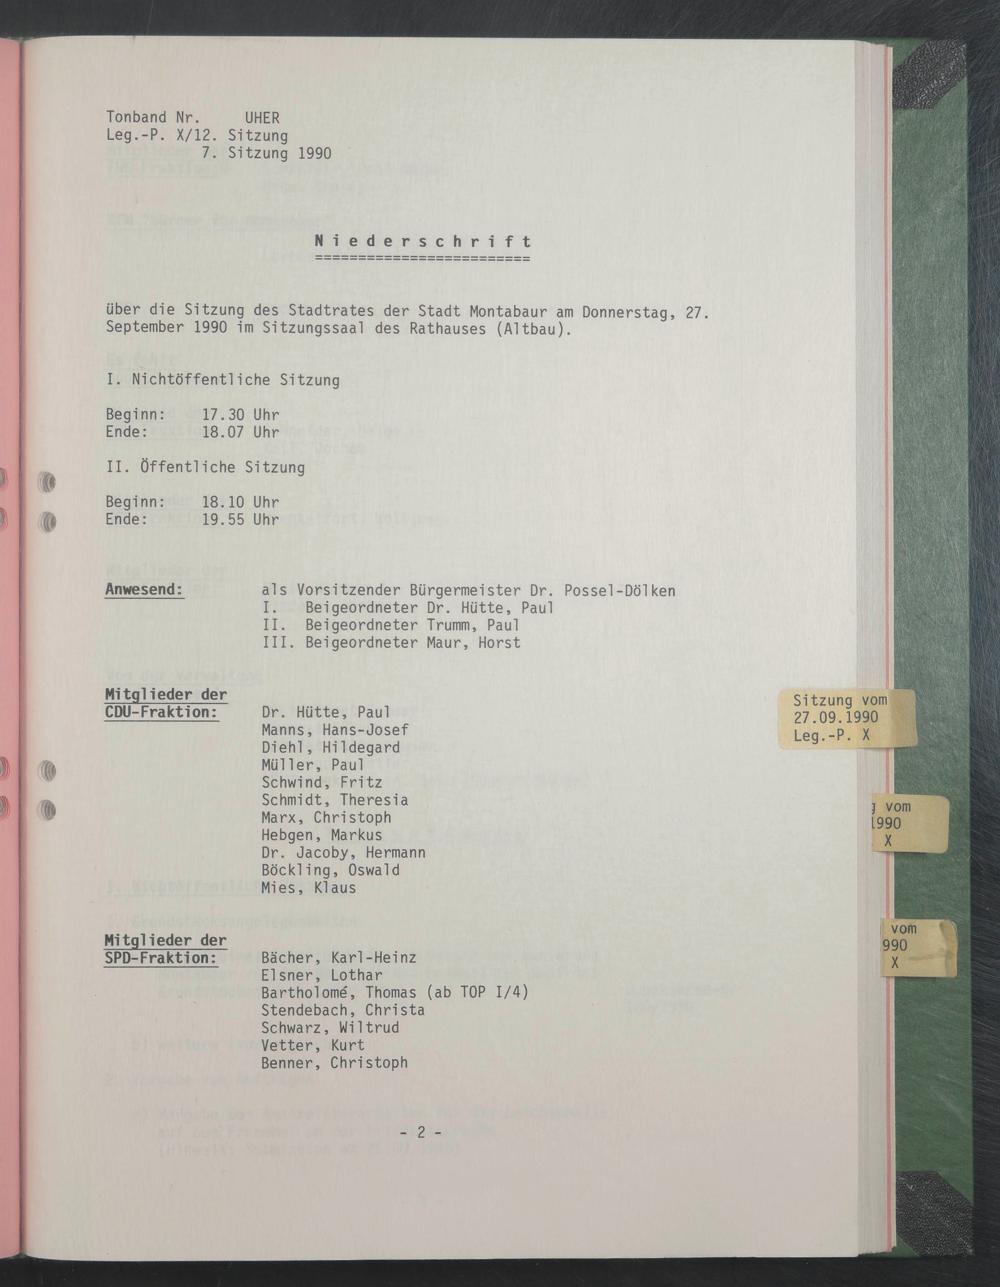 Tonband Nr.     UHER
Leg.-P. X/12. Sitzung
7. Sitzung 1990
N i e d e r s c h r i f t
=========================
über die Sitzung des Stadtrates der Stadt Montabaur am Donnerstag, 27.
September 1990 im Sitzungssaal des Rathauses (Altbau).
I. Nichtöffentliche Sitzung
Beginn:    17.30 Uhr
Ende:      18.07 Uhr
II. Öffentliche Sitzung
Beginn:    18.10 Uhr
Ende:      19.55 Uhr
Anwesend:         als Vorsitzender Bürgermeister Dr. Possel-Dölken
I.   Beigeordneter Dr. Hütte, Paul
II.  Beigeordneter Trumm, Paul
III. Beigeordneter Maur, Horst
Mitglieder der
CDU-Fraktion:     Dr. Hütte, Paul
Manns, Hans-Josef
Diehl, Hildegard
Müller, Paul
Schwind, Fritz
Schmidt, Theresia
Marx, Christoph
Hebgen, Markus
Dr. Jacoby, Hermann
Böckling, Oswald
Mies, Klaus
Mitglieder der
SPD-Fraktion:     Bächer, Karl-Heinz
Elsner, Lothar
Bartholomé, Thomas (ab TOP I/4)
Stendebach, Christa
Schwarz, Wiltrud
Vetter, Kurt
Benner, Christoph
- 2 -
Sitzung vom
27.09.1990
Leg.-P. X
vom
1990
X
vom
990
X